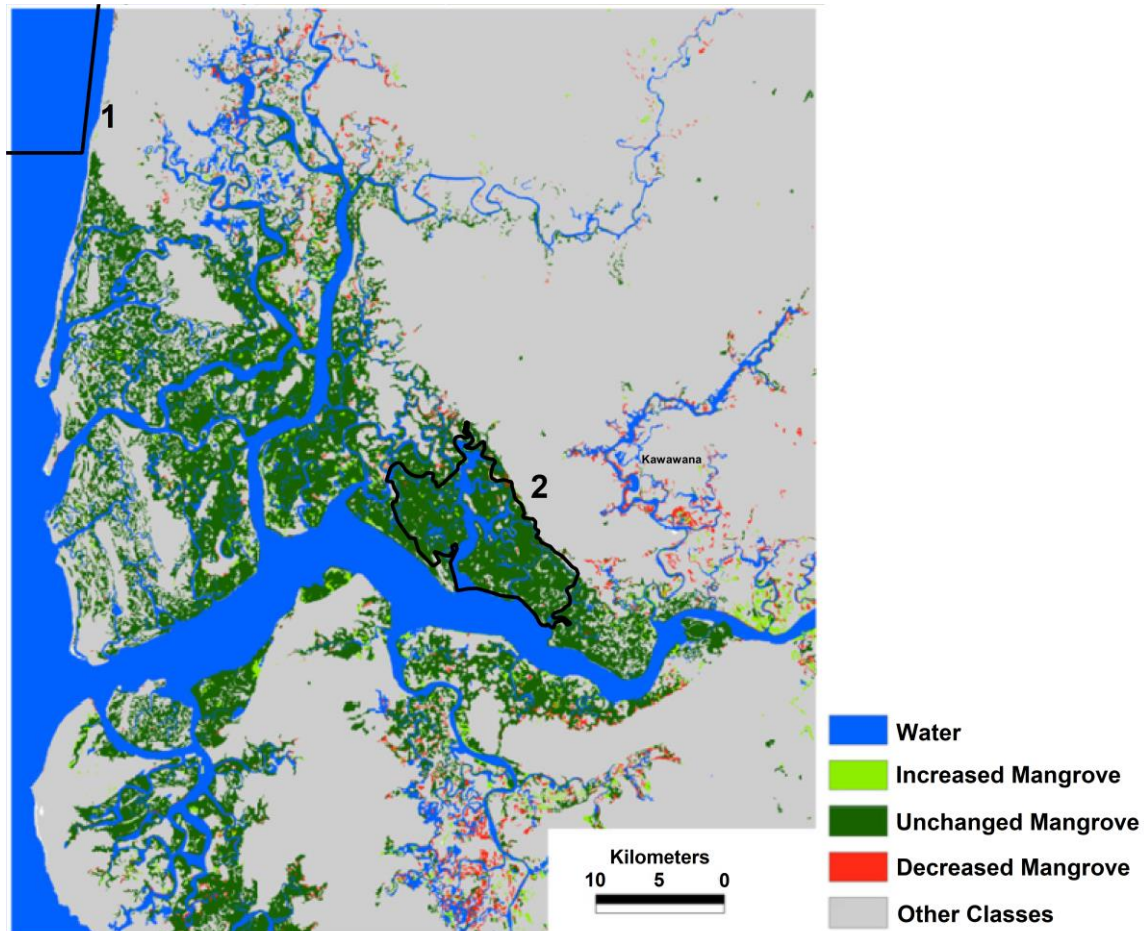 1
2
Kawawana
Water
Increased Mangrove
Unchanged Mangrove
Decreased Mangrove
Other Classes
Kilometers
10 5 0